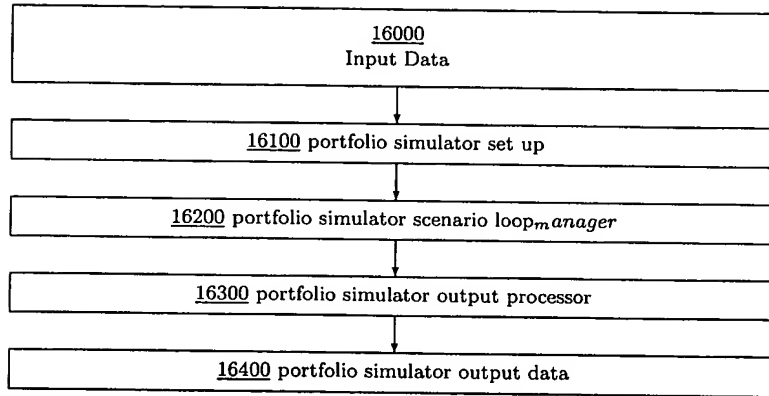 16000
Input Data
16100 portfolio simulator set up
16200 portfolio simulator scenario loopₘanager
16300 portfolio simulator output processor
16400 portfolio simulator output data